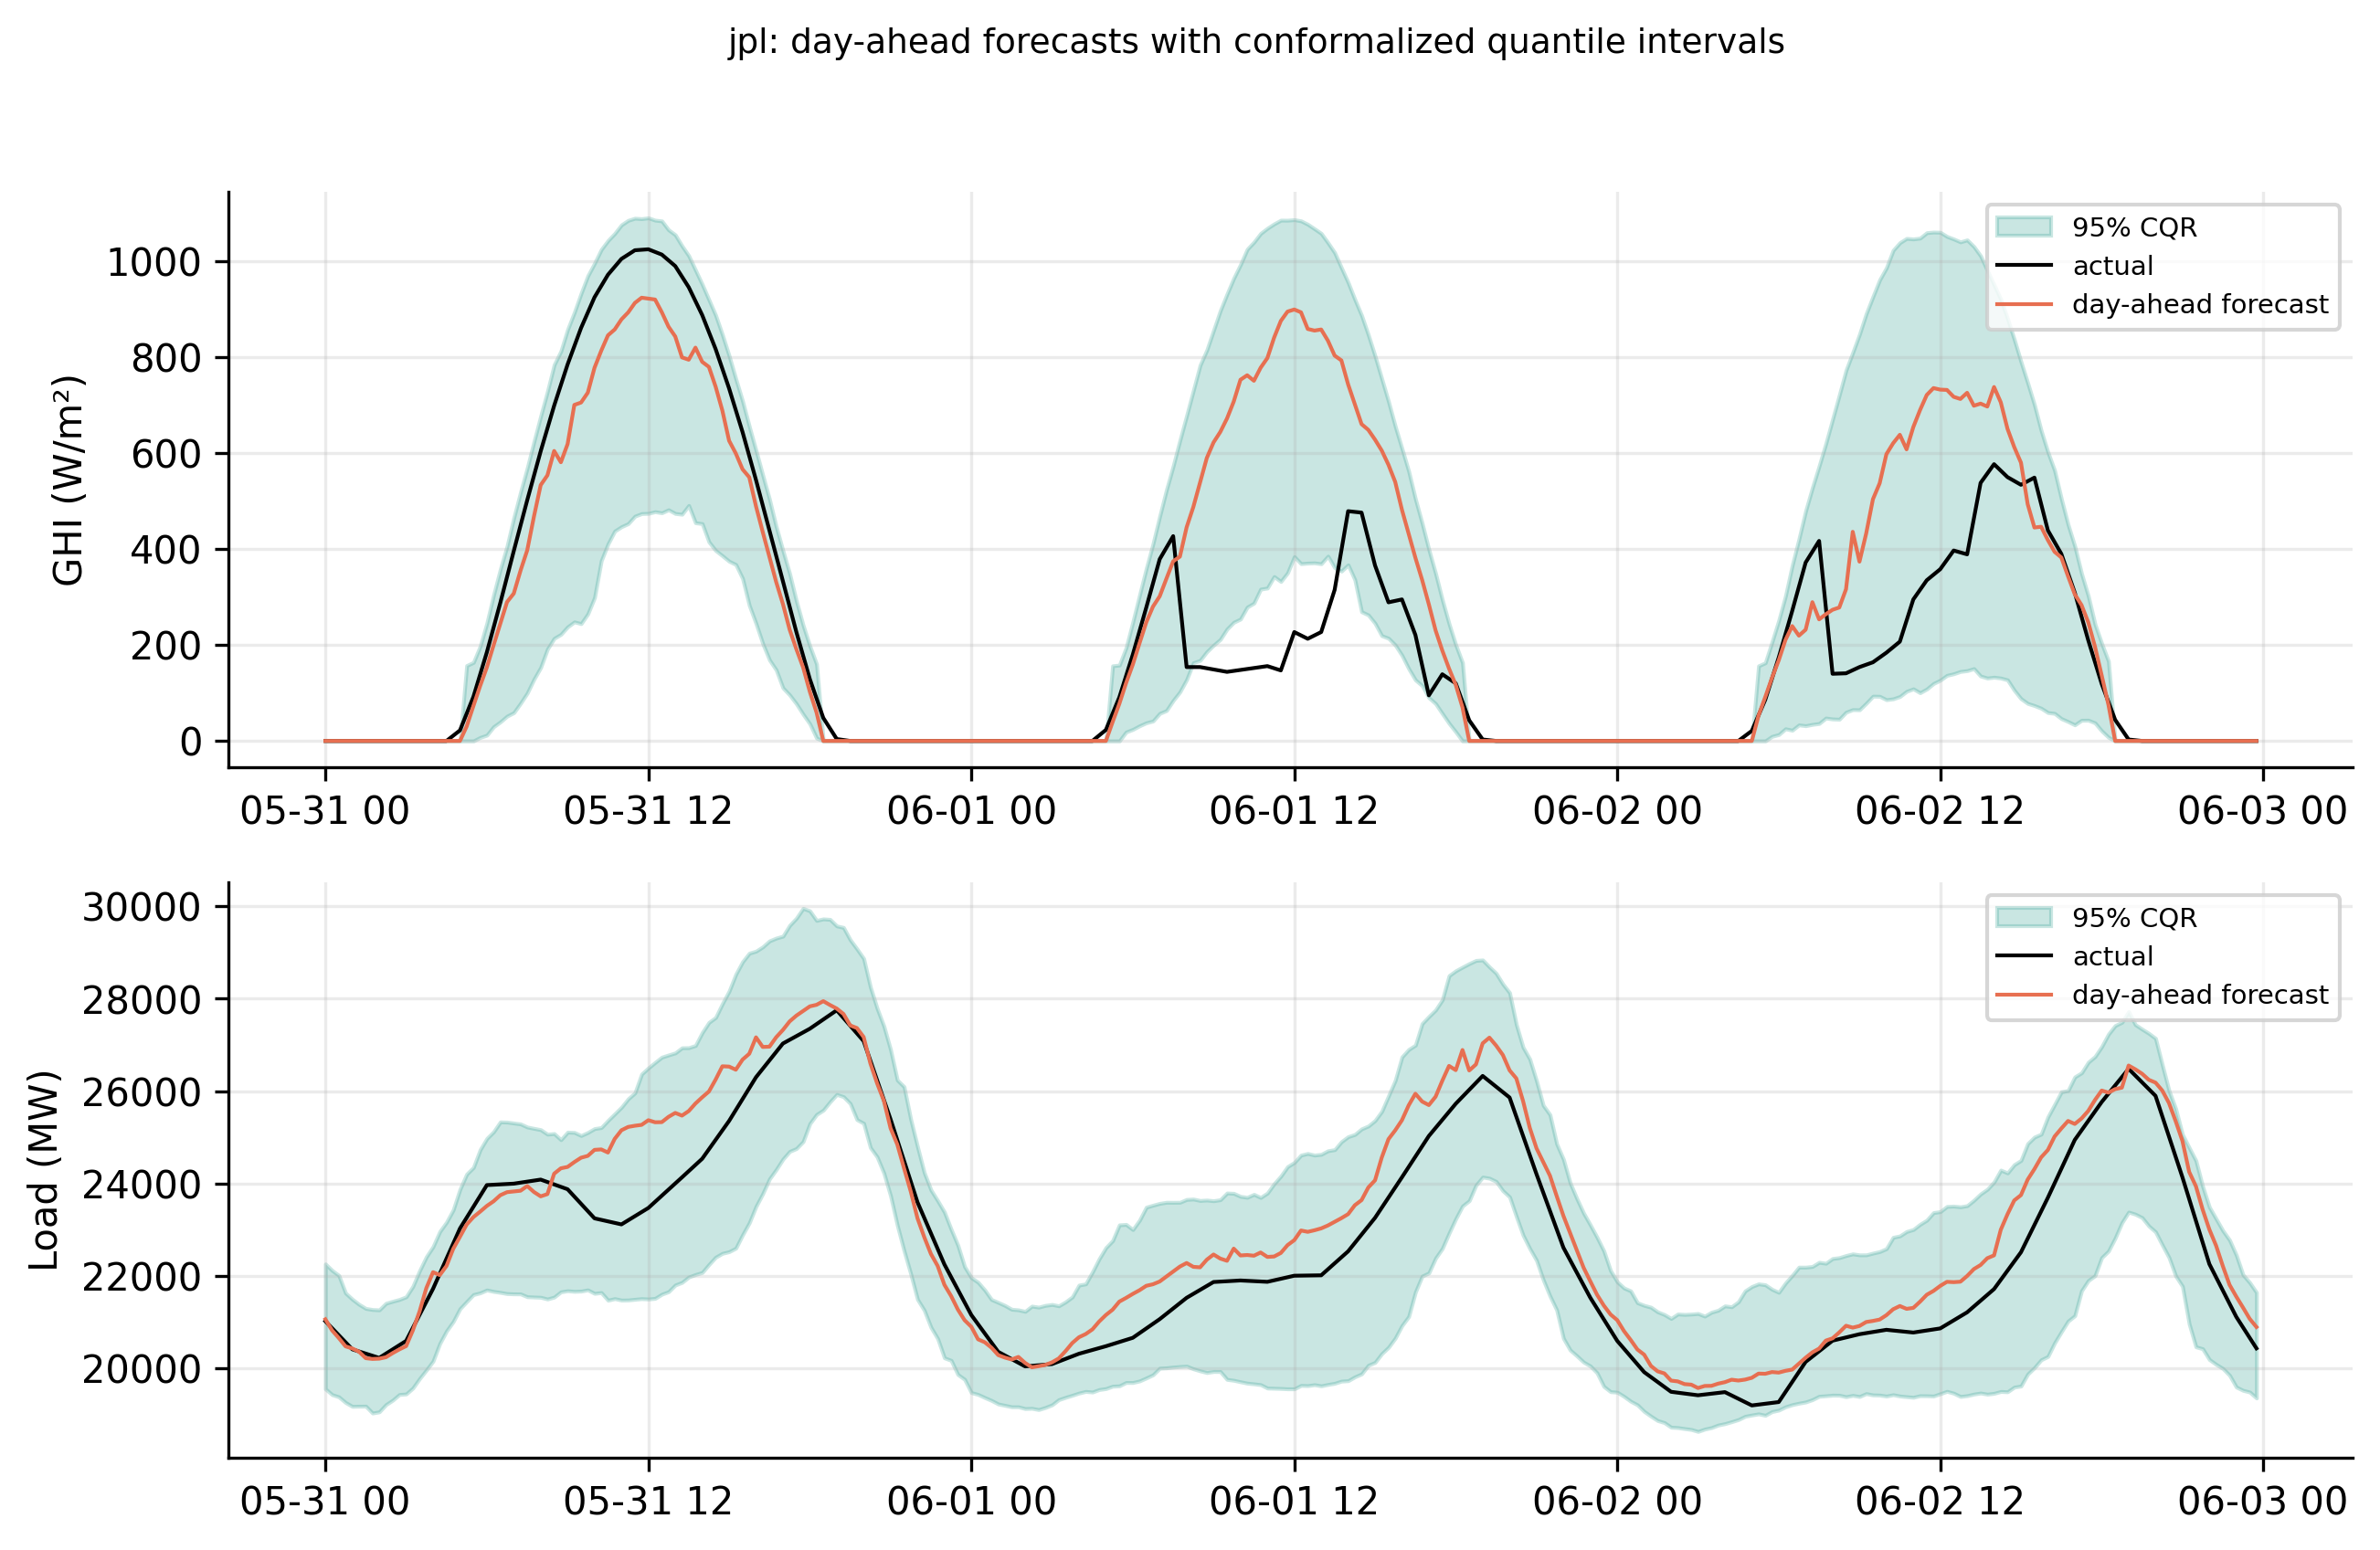 jpl: day-ahead forecasts with conformalized quantile intervals
GHI (W/m²)
1000
800
600
400
200
0
95% CQR
actual
day-ahead forecast
05-31 00 05-31 12 06-01 00 06-01 12 06-02 00 06-02 12 06-03 00
Load (MW)
30000
28000
26000
24000
22000
20000
95% CQR
actual
day-ahead forecast
05-31 00 05-31 12 06-01 00 06-01 12 06-02 00 06-02 12 06-03 00